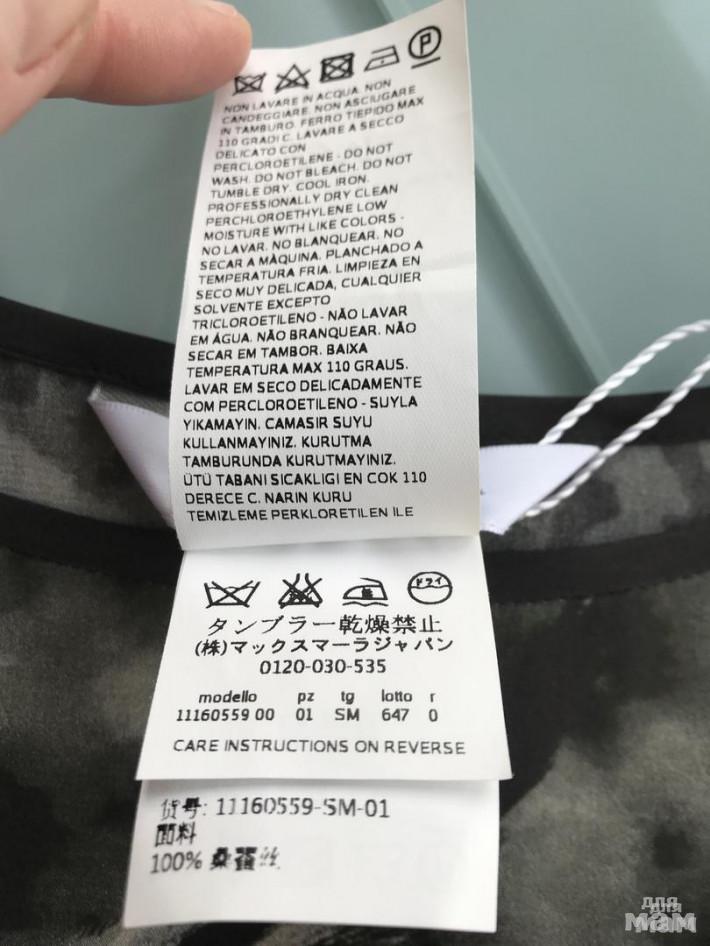 P
NON LAVARE IN ACQUA. NON
CANDEGGIARE. NON ASCIUGARE
IN TAMBURO. FERRO TIEPIDO MAX
110 GRADI C. LAVARE A SECCO
DELICATO CON
PERCLOROETILENE - DO NOT
WASH. DO NOT BLEACH. DO NOT
TUMBLE DRY. COOL IRON.
PROFESSIONALLY DRY CLEAN
PERCHLOROETHYLENE LOW
MOISTURE WITH LIKE COLORS -
NO LAVAR. NO BLANQUEAR. NO
SECAR A MÀQUINA. PLANCHADO A
TEMPERATURA FRIA. LIMPIEZA EN
SECO MUY DELICADA, CUALQUIER
SOLVENTE EXCEPTO
TRICLOROETILENO - NÃO LAVAR
EM ÁGUA. NÃO BRANQUEAR. NÃO
SECAR EM TAMBOR. BAIXA
TEMPERATURA MAX 110 GRAUS.
LAVAR EM SECO DELICADAMENTE
COM PERCLOROETILENO - SUYLA
YIKAMAYIN. CAMASIR SUYU
KULLANMAYINIZ. KURUTMA
TAMBURUNDA KURUTMAYINIZ.
ÜTÜ TABANI SICAKLIGI EN COK 110
DERECE C. NARIN KURU
TEMIZLEME PERKLORETILEN ILE
ドライ
タンブラー乾燥禁止
(株)マックスマーラジャパン
0120-030-535
modello pz tg lotto r
11160559 00 01 SM 647 0
CARE INSTRUCTIONS ON REVERSE
货号: 11160559-SM-01
面料
100% 桑蚕丝
для
МАМ